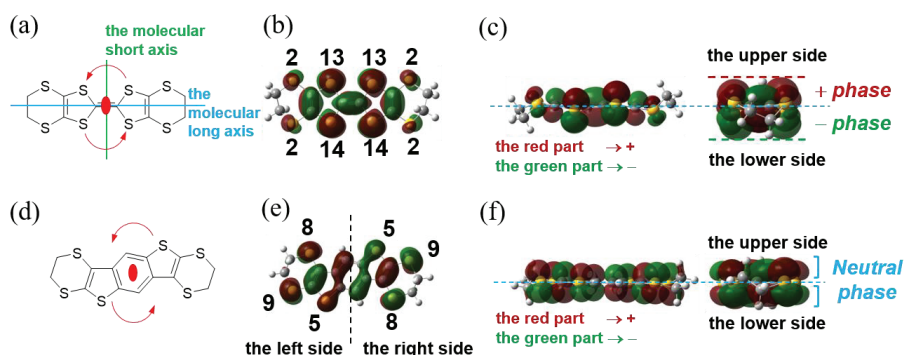 (a)
the molecular
short axis
S
S
S
S
S
S
S
S
the
molecular
long axis
(b)
2
13
13
2
2
14
14
2
(c)
the upper side
+ phase
− phase
the lower side
the red part → +
the green part → −
(d)
S
S
S
S
S
S
(e)
8
5
9
9
5
8
the left side
the right side
(f)
the upper side
Neutral
phase
the lower side
the red part → +
the green part → −